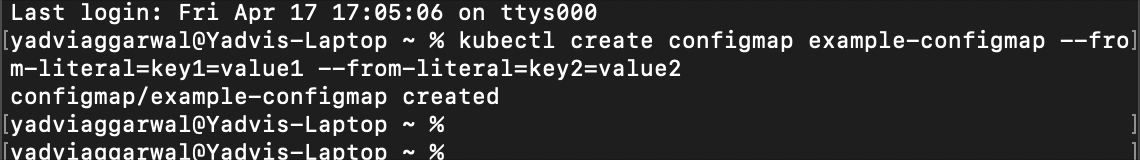 Last login: Fri Apr 17 17:05:06 on ttys000
[yadviaggarwal@Yadvis-Laptop ~ % kubectl create configmap example-configmap --fro]
m-literal=key1=value1 --from-literal=key2=value2
configmap/example-configmap created
[yadviaggarwal@Yadvis-Laptop ~ % ]
[yadviaggarwal@Yadvis-Laptop ~ % ]